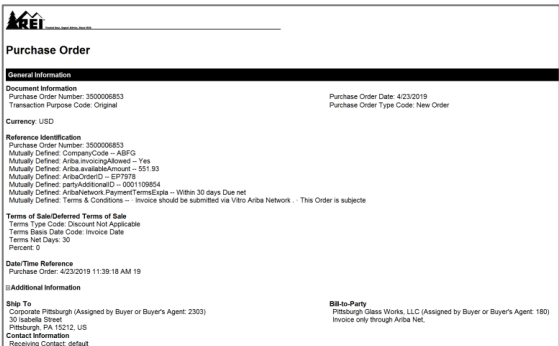 REI
Purchase Order
General Information
Document Information
Purchase Order Number: 3500006853
Purchase Order Date: 4/23/2019
Transaction Purpose Code: Original
Purchase Order Type Code: New Order
Currency: USD
Reference Identification
Purchase Order Number: 3500006853
Mutually Defined: CompanyCode -- ABFG
Mutually Defined: Ariba.invoicingAllowed -- Yes
Mutually Defined: Ariba.availableAmount -- 551.93
Mutually Defined: AribaOrderID -- EP7978
Mutually Defined: partyAdditionalID -- 0001109854
Mutually Defined: AribaNetwork.PaymentTermsExpla -- Within 30 days Due net
Mutually Defined: Terms & Conditions -- · Invoice should be submitted via Vitro Ariba Network . · This Order is subjecte
Terms of Sale/Deferred Terms of Sale
Terms Type Code: Discount Not Applicable
Terms Basis Date Code: Invoice Date
Terms Net Days: 30
Percent: 0
Date/Time Reference
Purchase Order: 4/23/2019 11:39:18 AM 19
Additional Information
Ship To
Corporate Pittsburgh (Assigned by Buyer or Buyer's Agent: 2303)
30 Isabella Street
Pittsburgh, PA 15212, US
Contact Information
Receiving Contact: default
Bill-to-Party
Pittsburgh Glass Works, LLC (Assigned by Buyer or Buyer's Agent: 180)
Invoice only through Ariba Net,